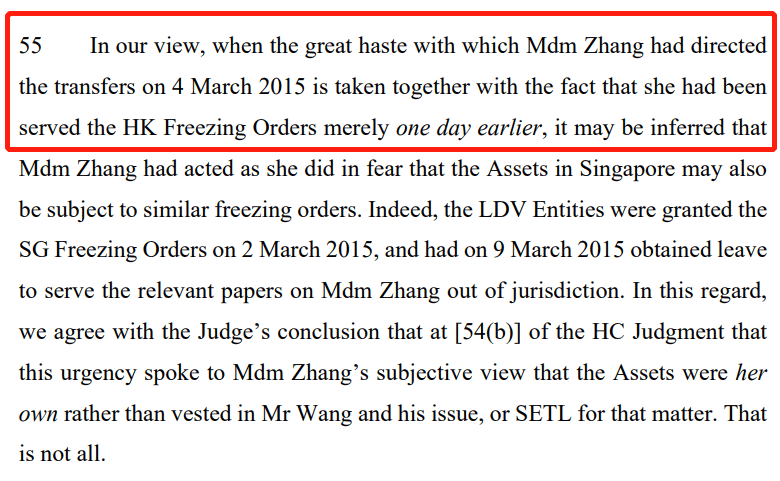 55 In our view, when the great haste with which Mdm Zhang had directed
the transfers on 4 March 2015 is taken together with the fact that she had been
served the HK Freezing Orders merely one day earlier, it may be inferred that
Mdm Zhang had acted as she did in fear that the Assets in Singapore may also
be subject to similar freezing orders. Indeed, the LDV Entities were granted the
SG Freezing Orders on 2 March 2015, and had on 9 March 2015 obtained leave
to serve the relevant papers on Mdm Zhang out of jurisdiction. In this regard,
we agree with the Judge’s conclusion that at [54(b)] of the HC Judgment that
this urgency spoke to Mdm Zhang’s subjective view that the Assets were her
own rather than vested in Mr Wang and his issue, or SETL for that matter. That
is not all.